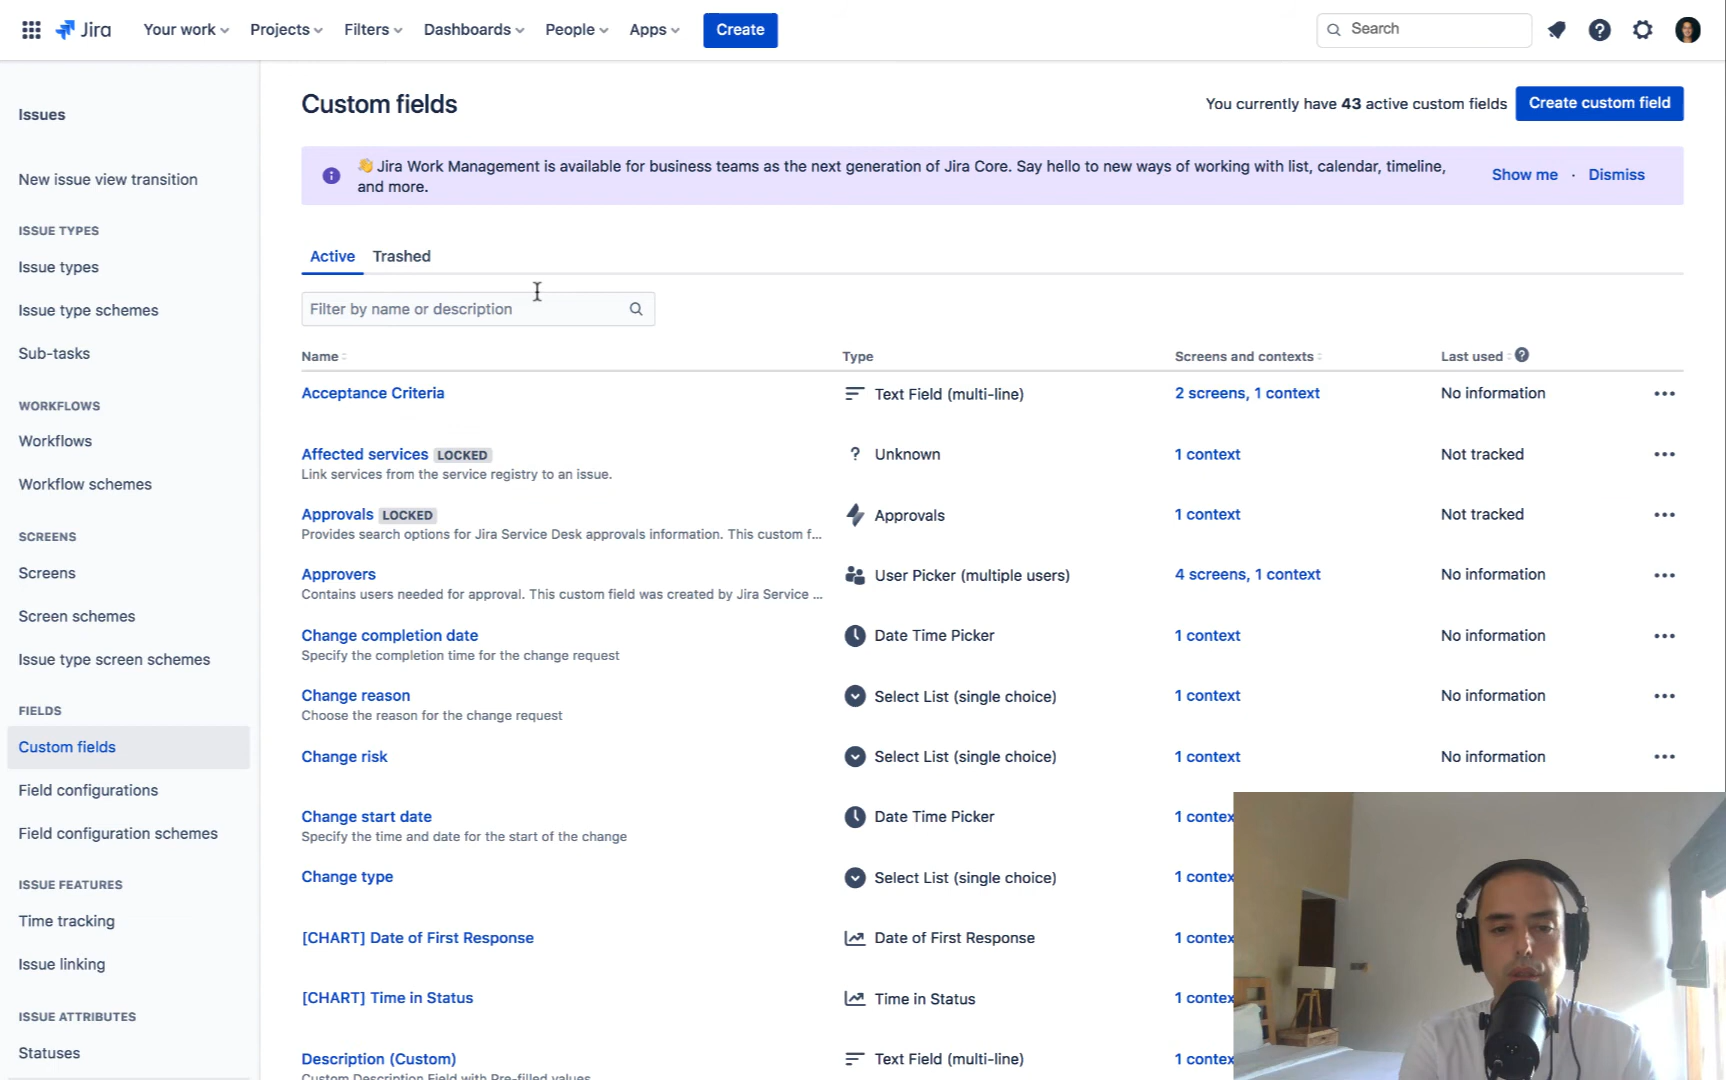 Jira
Your work
Projects
Filters
Dashboards
People
Apps
Create
Search
Issues
New issue view transition
ISSUE TYPES
Issue types
Issue type schemes
Sub-tasks
WORKFLOWS
Workflows
Workflow schemes
SCREENS
Screens
Screen schemes
Issue type screen schemes
FIELDS
Custom fields
Field configurations
Field configuration schemes
ISSUE FEATURES
Time tracking
Issue linking
ISSUE ATTRIBUTES
Statuses
Custom fields
You currently have 43 active custom fields
Create custom field
👋 Jira Work Management is available for business teams as the next generation of Jira Core. Say hello to new ways of working with list, calendar, timeline,
and more.
Show me · Dismiss
Active
Trashed
Filter by name or description
Name
Type
Screens and contexts
Last used
Acceptance Criteria
Text Field (multi-line)
2 screens, 1 context
No information
Affected services LOCKED
Link services from the service registry to an issue.
? Unknown
1 context
Not tracked
Approvals LOCKED
Provides search options for Jira Service Desk approvals information. This custom f...
Approvals
1 context
Not tracked
Approvers
Contains users needed for approval. This custom field was created by Jira Service ...
User Picker (multiple users)
4 screens, 1 context
No information
Change completion date
Specify the completion time for the change request
Date Time Picker
1 context
No information
Change reason
Choose the reason for the change request
Select List (single choice)
1 context
No information
Change risk
Select List (single choice)
1 context
No information
Change start date
Specify the time and date for the start of the change
Date Time Picker
1 contex
Change type
Select List (single choice)
1 contex
[CHART] Date of First Response
Date of First Response
1 contex
[CHART] Time in Status
Time in Status
1 contex
Description (Custom)
Custom Description Field with Pre-filled values
Text Field (multi-line)
1 contex